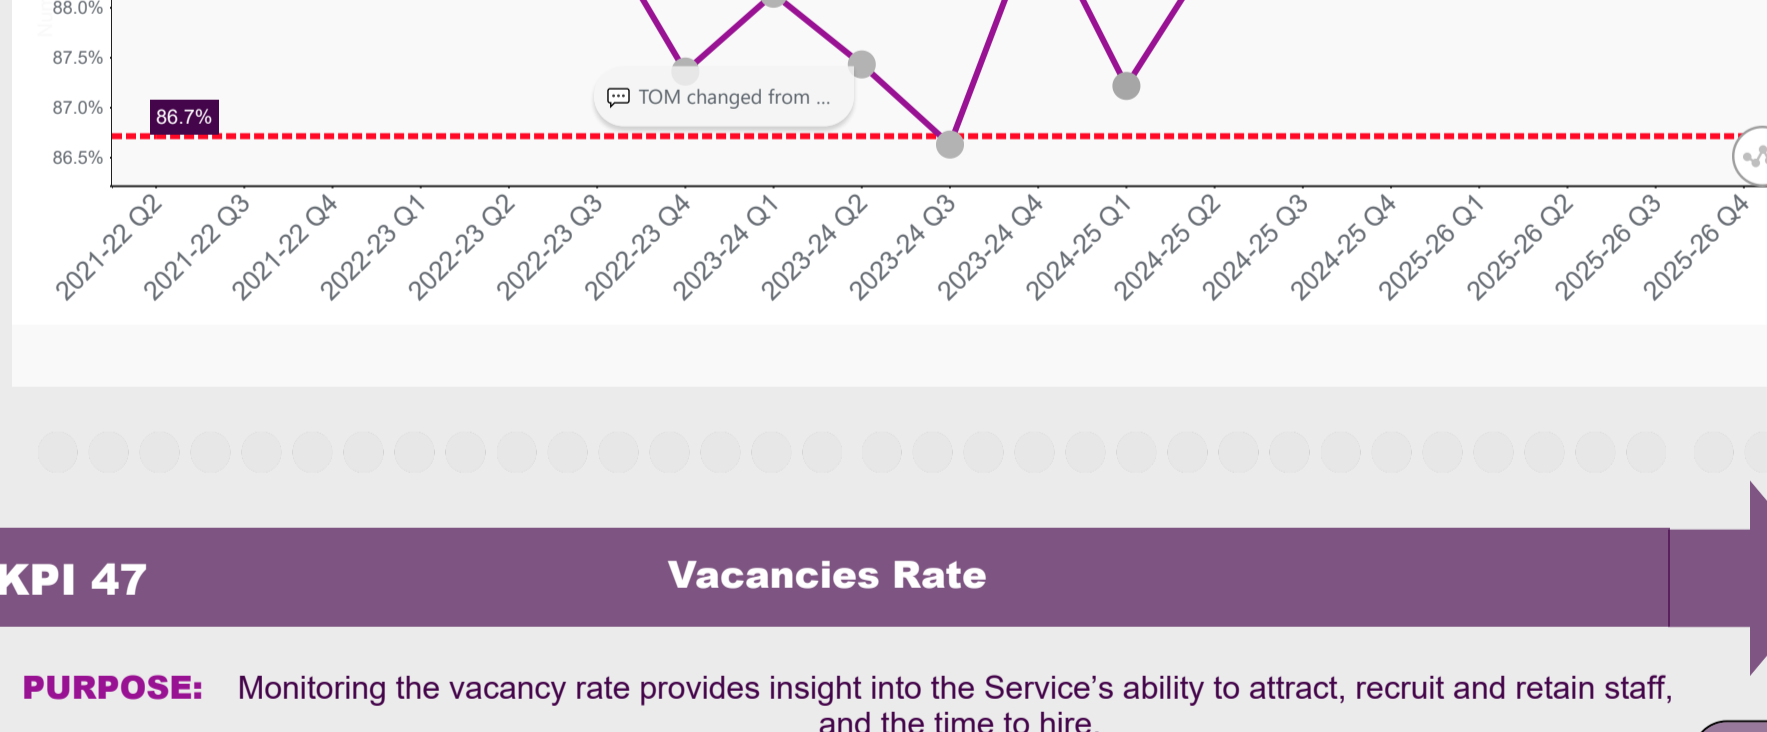 88.0%
87.5%
TOM changed from ...
87.0%
86.7%
86.5%
2021-22 Q2
2021-22 Q3
2021-22 Q4
2022-23 Q1
2022-23 Q2
2022-23 Q3
2022-23 Q4
2023-24 Q1
2023-24 Q2
2023-24 Q3
2023-24 Q4
2024-25 Q1
2024-25 Q2
2024-25 Q3
2024-25 Q4
2025-26 Q1
2025-26 Q2
2025-26 Q3
2025-26 Q4
KPI 47
Vacancies Rate
PURPOSE: Monitoring the vacancy rate provides insight into the Service’s ability to attract, recruit and retain staff,
and the time to hire.